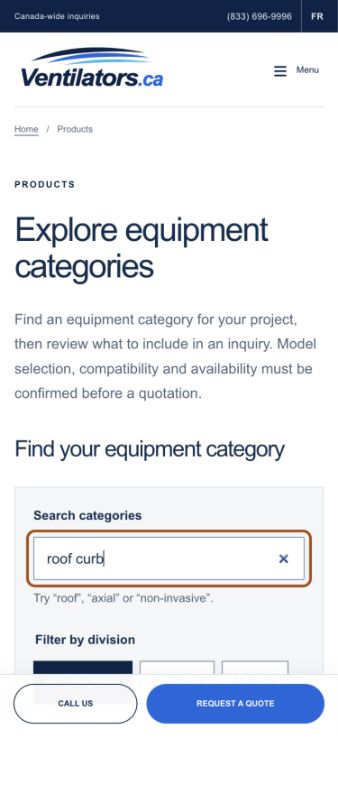 Canada-wide inquiries
(833) 696-9996
FR
Ventilators.ca
Menu
Home / Products
PRODUCTS
Explore equipment
categories
Find an equipment category for your project,
then review what to include in an inquiry. Model
selection, compatibility and availability must be
confirmed before a quotation.
Find your equipment category
Search categories
roof curb
Try “roof”, “axial” or “non-invasive”.
Filter by division
CALL US
REQUEST A QUOTE